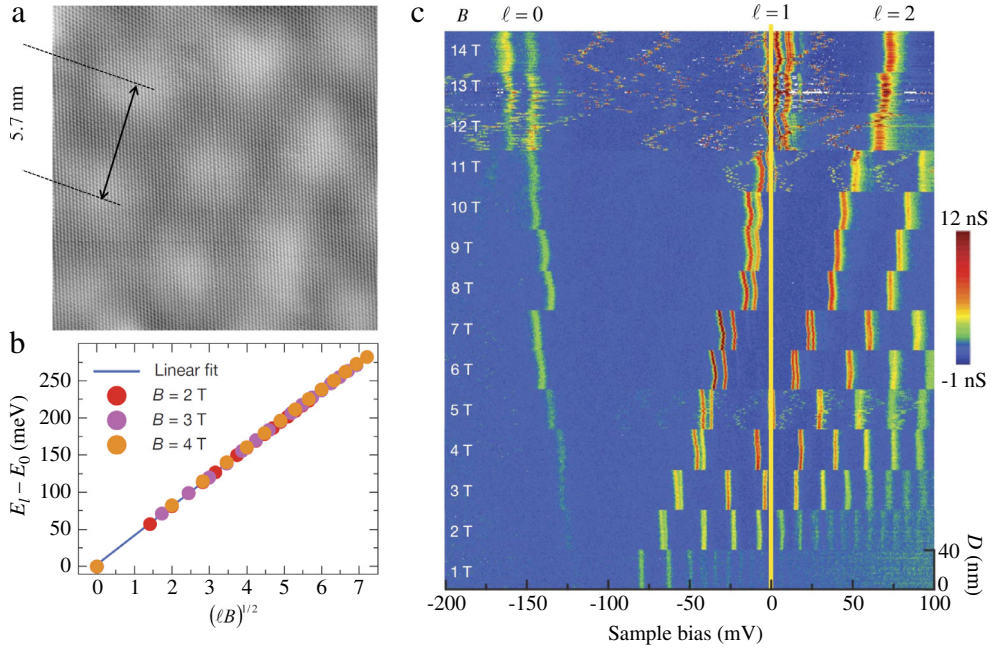 a
5.7 nm
b
Linear fit
B = 2 T
B = 3 T
B = 4 T
250
200
150
100
50
0
E_l – E_0 (meV)
0 1 2 3 4 5 6 7
(ℓB)^{1/2}
c
B ℓ = 0 ℓ = 1 ℓ = 2
14 T
13 T
12 T
11 T
10 T
9 T
8 T
7 T
6 T
5 T
4 T
3 T
2 T
1 T
40
0
D (nm)
-200 -150 -100 -50 0 50 100
Sample bias (mV)
12 nS
-1 nS